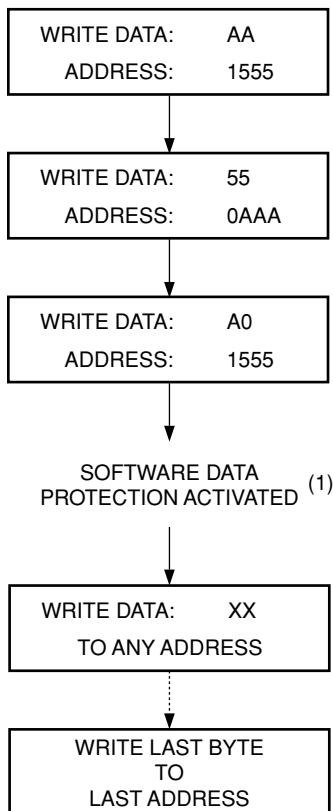 WRITE DATA: AA
ADDRESS: 1555
WRITE DATA: 55
ADDRESS: 0AAA
WRITE DATA: A0
ADDRESS: 1555
SOFTWARE DATA
PROTECTION ACTIVATED (1)
WRITE DATA: XX
TO ANY ADDRESS
WRITE LAST BYTE
TO
LAST ADDRESS